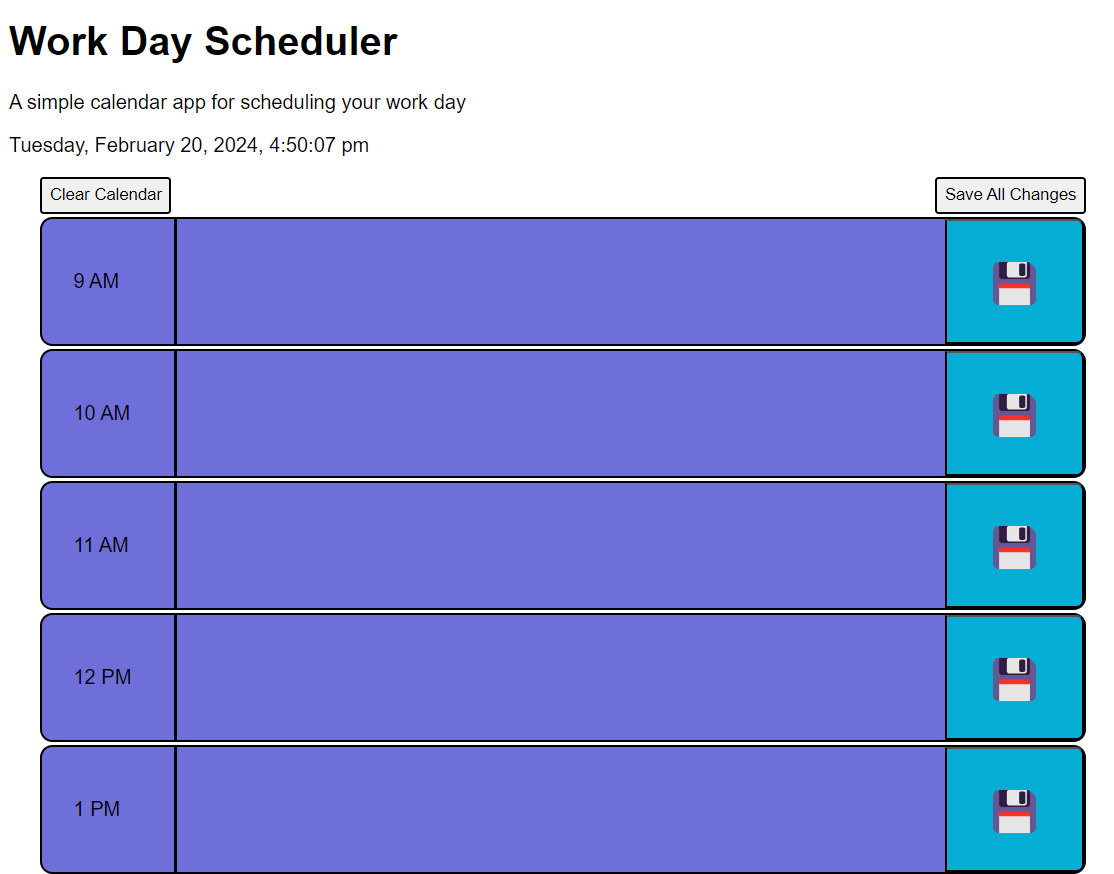 Work Day Scheduler
A simple calendar app for scheduling your work day
Tuesday, February 20, 2024, 4:50:07 pm
Clear Calendar
Save All Changes
9 AM
10 AM
11 AM
12 PM
1 PM